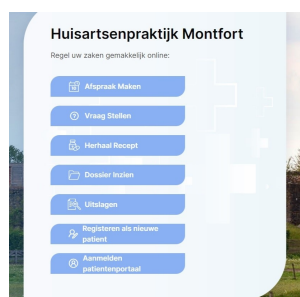 Huisartsenpraktijk Montfort
Regel uw zaken gemakkelijk online:
Afspraak Maken
Vraag Stellen
Herhaal Recept
Dossier Inzien
Uitslagen
Registeren als nieuwe
patient
Aanmelden
patientenportaal